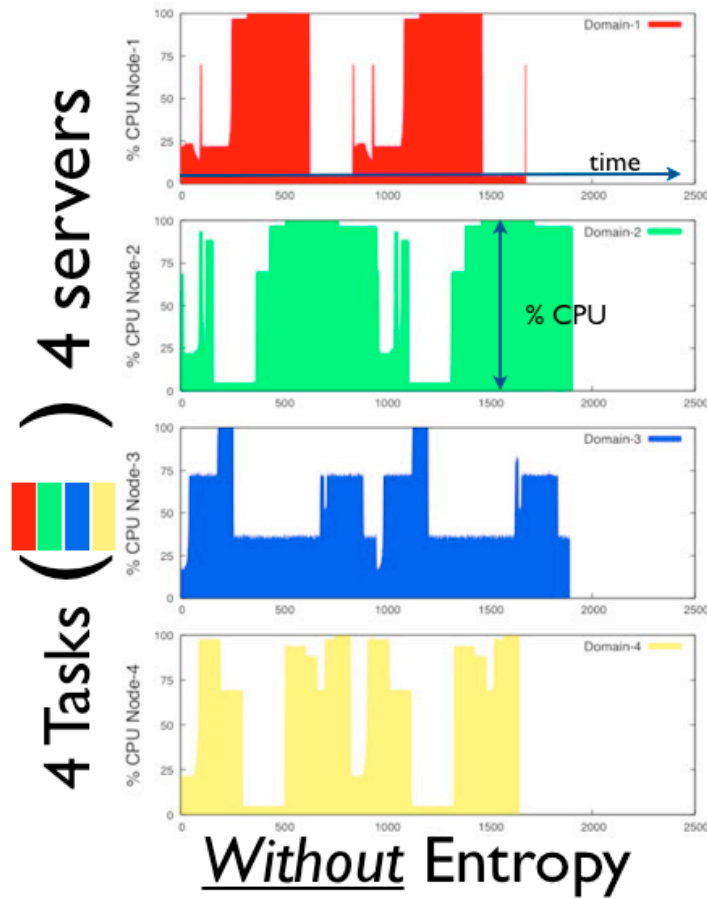 4 Tasks ( ) 4 servers
% CPU Node-1
100
75
50
25
0
Domain-1
time
0 500 1000 1500 2000 2500
% CPU Node-2
100
75
50
25
0
Domain-2
% CPU
0 500 1000 1500 2000 2500
% CPU Node-3
100
75
50
25
0
Domain-3
0 500 1000 1500 2000 2500
% CPU Node-4
100
75
50
25
0
Domain-4
0 500 1000 1500 2000 2500
Without Entropy